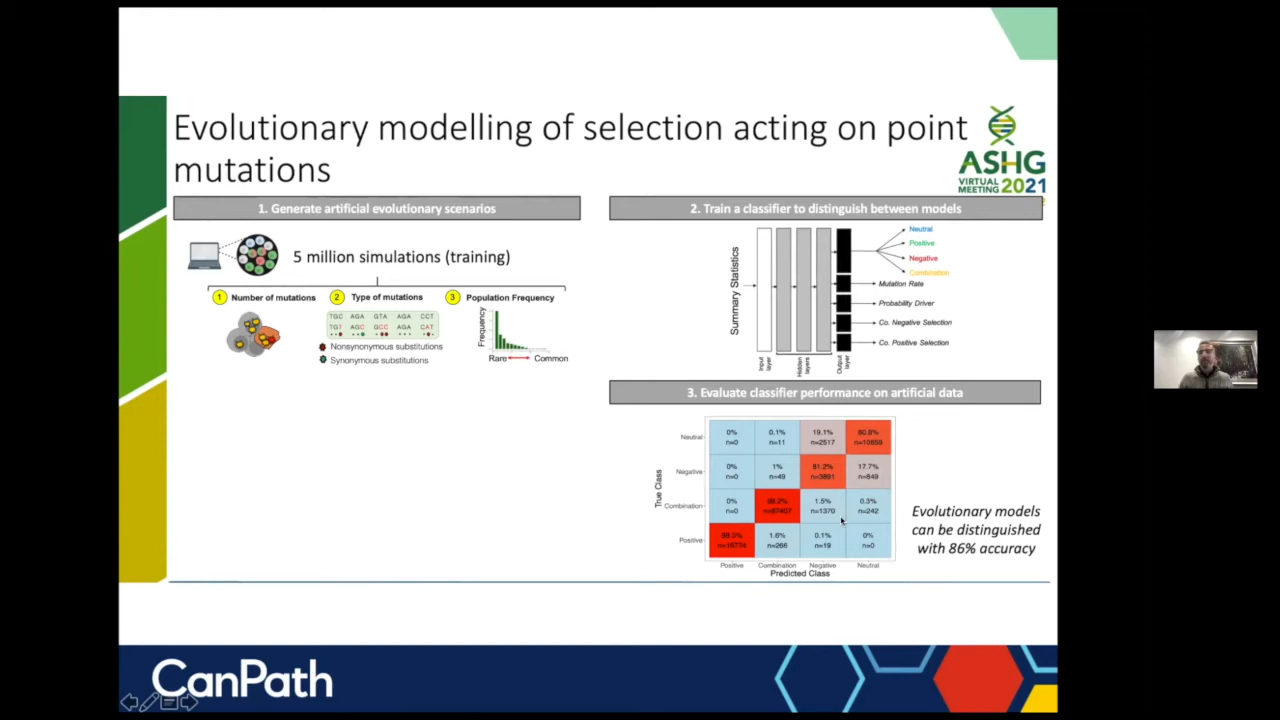 Evolutionary modelling of selection acting on point
mutations
ASHG
VIRTUAL
MEETING 2021
1. Generate artificial evolutionary scenarios
5 million simulations (training)
1 Number of mutations
2 Type of mutations
3 Population Frequency
TGC AGA GTA AGA CCT
TGT AGC GCC AGA CAT
Nonsynonymous substitutions
Synonymous substitutions
Frequency
Rare Common
2. Train a classifier to distinguish between models
Summary Statistics
Input layer
Hidden layers
Output layer
Neutral
Positive
Negative
Combination
Mutation Rate
Probability Driver
Co. Negative Selection
Co. Positive Selection
3. Evaluate classifier performance on artificial data
True Class
Neutral
0% 0.1% 19.1% 80.8%
n=0 n=11 n=2517 n=10659
Negative
0% 1% 81.2% 17.7%
n=0 n=49 n=3891 n=849
Combination
0% 98.2% 1.5% 0.3%
n=0 n=87407 n=1370 n=242
Positive
98.3% 1.6% 0.1% 0%
n=16774 n=266 n=19 n=0
Positive Combination Negative Neutral
Predicted Class
Evolutionary models
can be distinguished
with 86% accuracy
CanPath